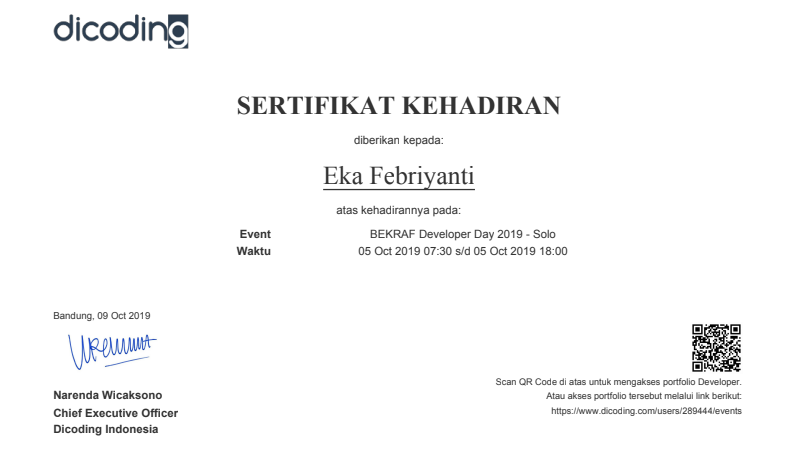 dicoding
SERTIFIKAT KEHADIRAN
diberikan kepada:
Eka Febriyanti
atas kehadirannya pada:
Event BEKRAF Developer Day 2019 - Solo
Waktu 05 Oct 2019 07:30 s/d 05 Oct 2019 18:00
Bandung, 09 Oct 2019
Narenda Wicaksono
Chief Executive Officer
Dicoding Indonesia
Scan QR Code di atas untuk mengakses portfolio Developer.
Atau akses portfolio tersebut melalui link berikut:
https://www.dicoding.com/users/289444/events